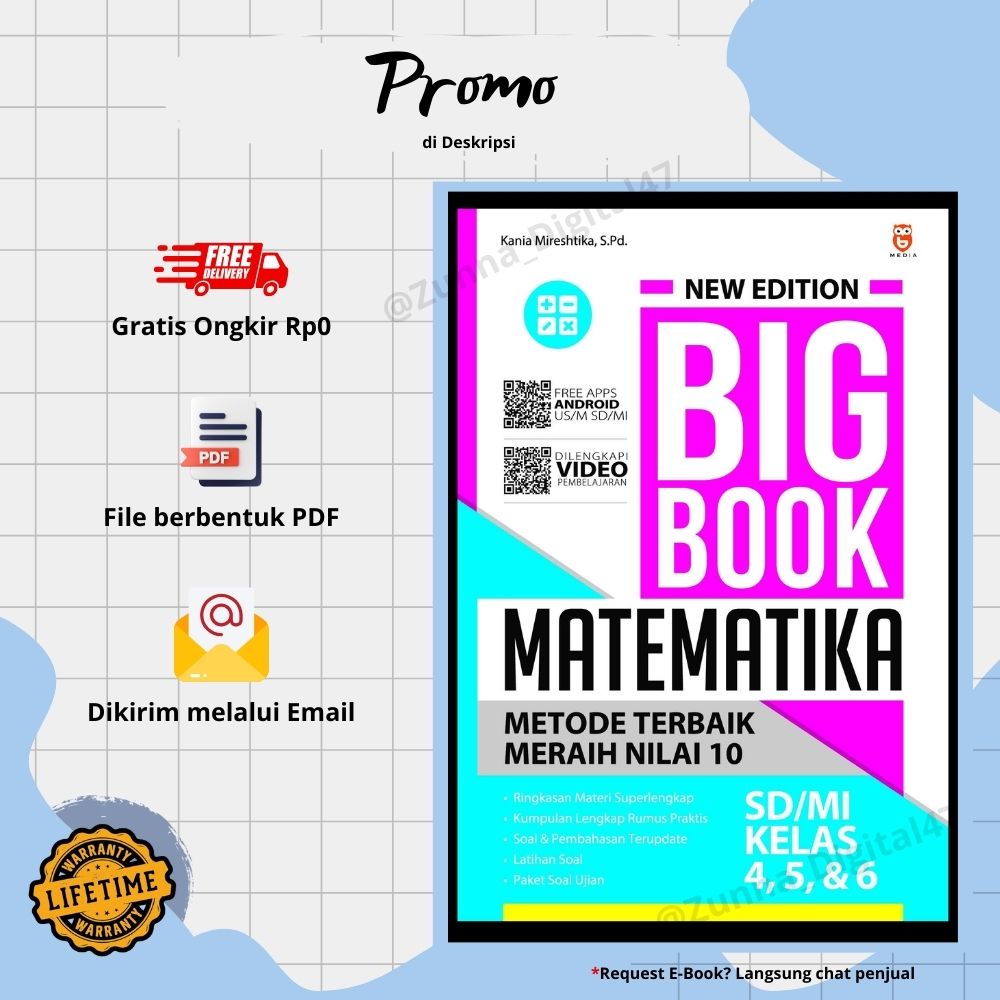 Promo
di Deskripsi
@Zunna_Digital47
FREE
DELIVERY
Gratis Ongkir Rp0
PDF
File berbentuk PDF
@
Dikirim melalui Email
WARRANTY
LIFETIME
WARRANTY
Kania Mireshtika, S.Pd.
MEDIA
NEW EDITION
BIG
BOOK
FREE APPS
ANDROID
US/M SD/MI
DILENGKAPI
VIDEO
PEMBELAJARAN
MATEMATIKA
METODE TERBAIK
MERAIH NILAI 10
• Ringkasan Materi Superlengkap
• Kumpulan Lengkap Rumus Praktis
• Soal & Pembahasan Terupdate
• Latihan Soal
• Paket Soal Ujian
SD/MI
KELAS
4, 5, & 6
@Zunna_Digital47
*Request E-Book? Langsung chat penjual